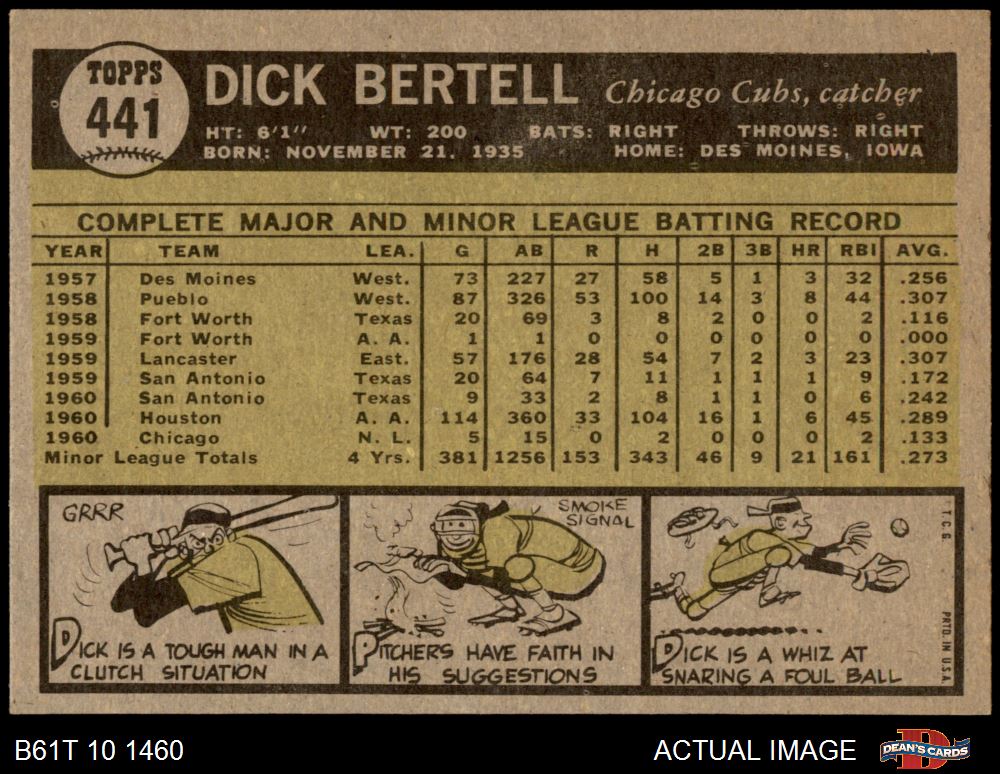 TOPPS
441
DICK BERTELL Chicago Cubs, catcher
HT: 6'1" WT: 200 BATS: RIGHT THROWS: RIGHT
BORN: NOVEMBER 21, 1935 HOME: DES MOINES, IOWA
COMPLETE MAJOR AND MINOR LEAGUE BATTING RECORD
YEAR TEAM LEA. G AB R H 2B 3B HR RBI AVG.
1957 Des Moines West. 73 227 27 58 5 1 3 32 .256
1958 Pueblo West. 87 326 53 100 14 3 8 44 .307
1958 Fort Worth Texas 20 69 3 8 2 0 0 2 .116
1959 Fort Worth A. A. 1 1 0 0 0 0 0 0 .000
1959 Lancaster East. 57 176 28 54 7 2 3 23 .307
1959 San Antonio Texas 20 64 7 11 1 1 1 9 .172
1960 San Antonio Texas 9 33 2 8 1 1 0 6 .242
1960 Houston A. A. 114 360 33 104 16 1 6 45 .289
1960 Chicago N. L. 5 15 0 2 0 0 0 2 .133
Minor League Totals 4 Yrs. 381 1256 153 343 46 9 21 161 .273
GRRR
DICK IS A TOUGH MAN IN A
CLUTCH SITUATION
SMOKE
SIGNAL
PITCHERS HAVE FAITH IN
HIS SUGGESTIONS
DICK IS A WHIZ AT
SNARING A FOUL BALL
T.C.G. PRTD. IN U.S.A.
B61T 10 1460 ACTUAL IMAGE DEAN'S CARDS